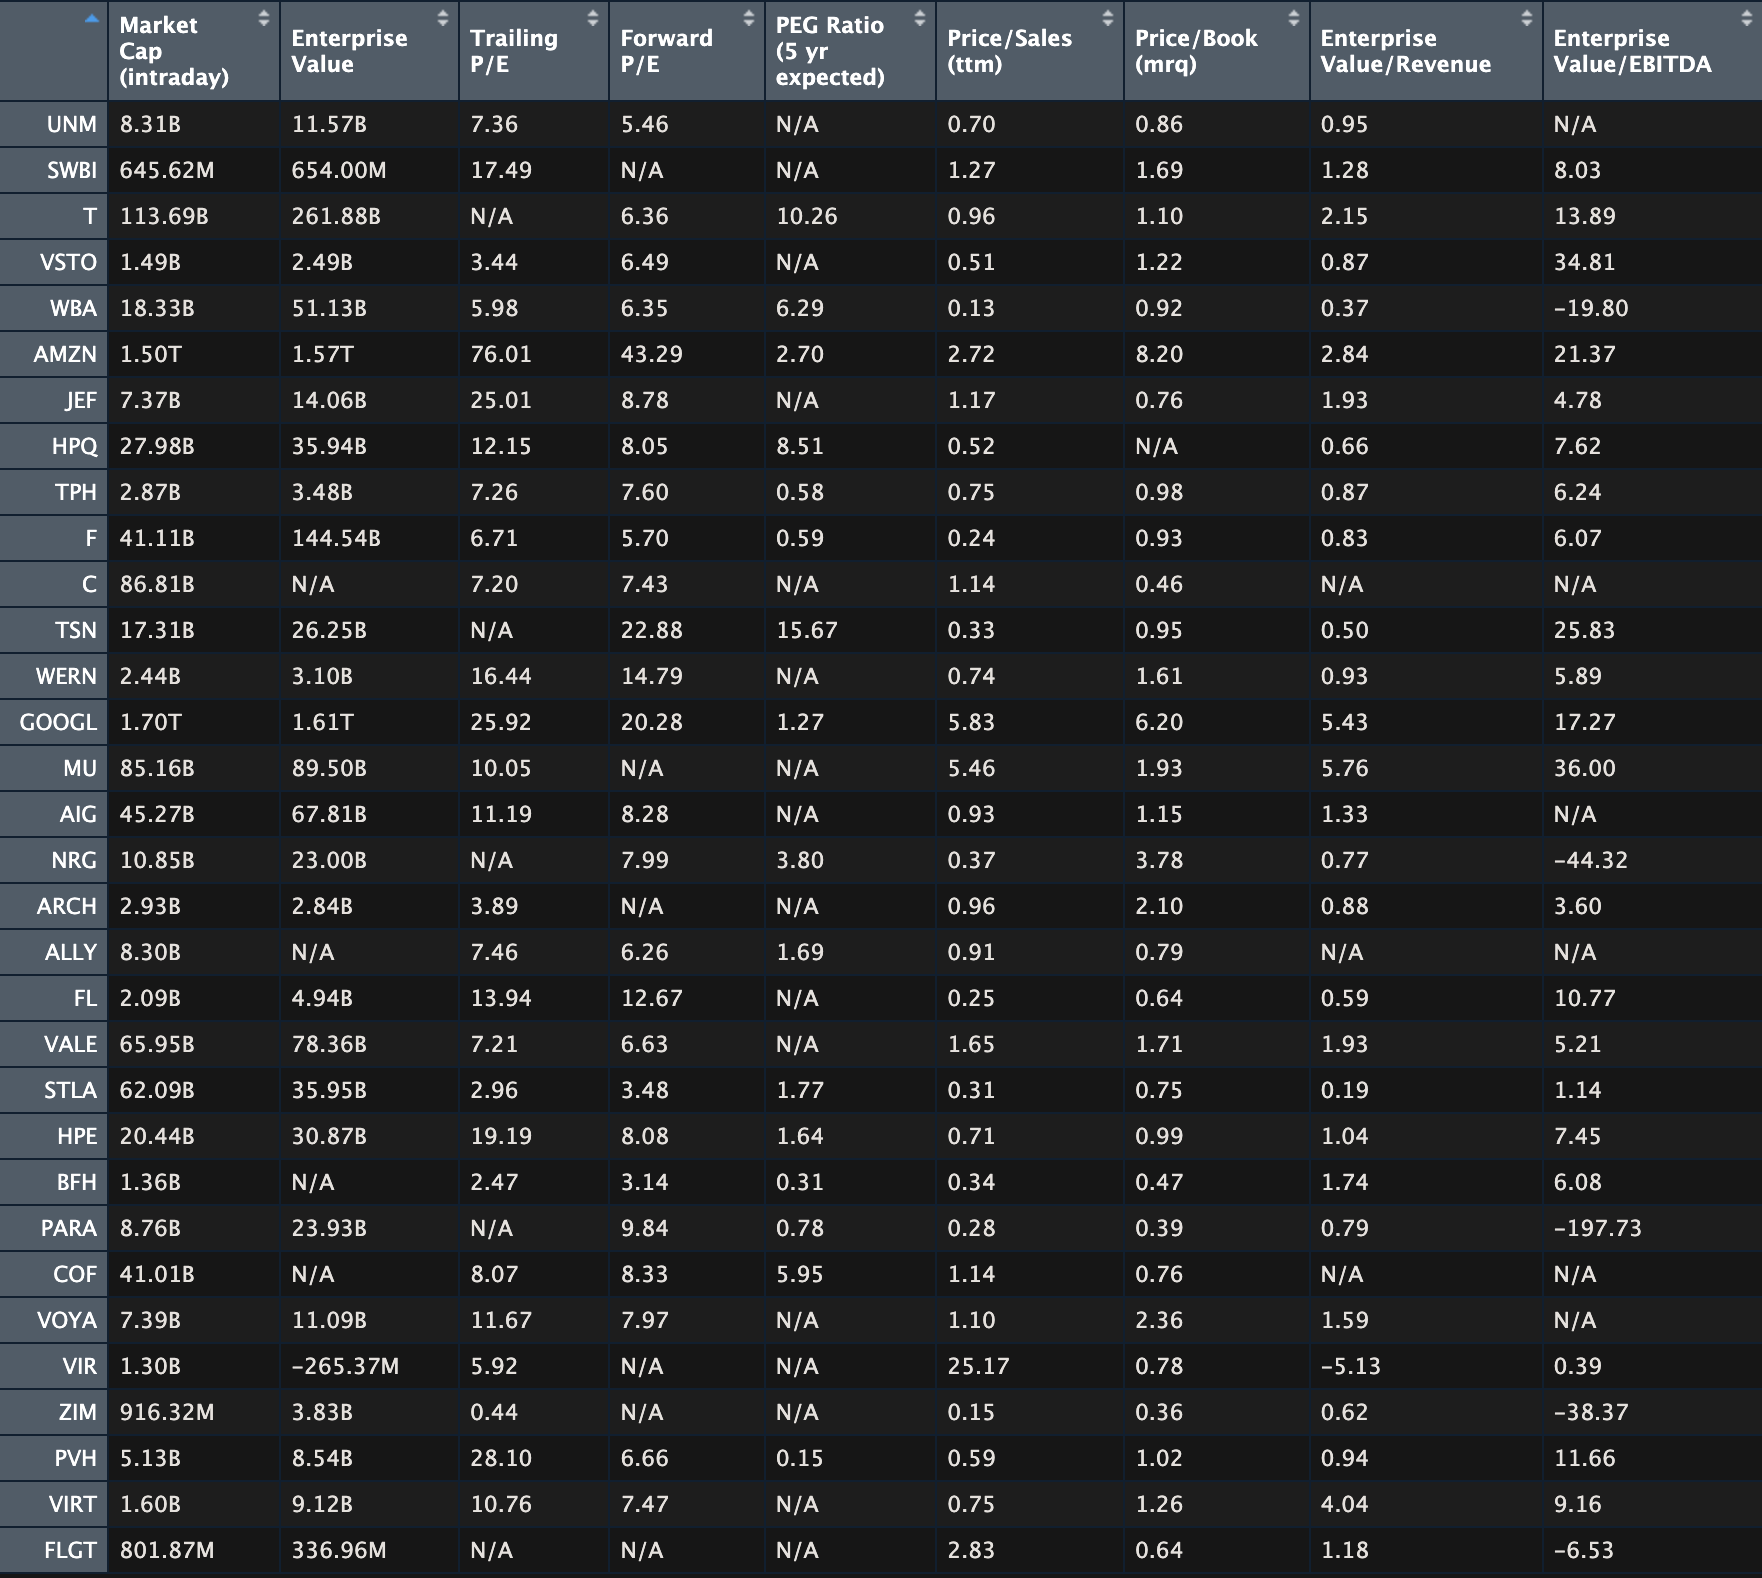 Market Cap (intraday) Enterprise Value Trailing P/E Forward P/E PEG Ratio (5 yr expected) Price/Sales (ttm) Price/Book (mrq) Enterprise Value/Revenue Enterprise Value/EBITDA
UNM 8.31B 11.57B 7.36 5.46 N/A 0.70 0.86 0.95 N/A
SWBI 645.62M 654.00M 17.49 N/A N/A 1.27 1.69 1.28 8.03
T 113.69B 261.88B N/A 6.36 10.26 0.96 1.10 2.15 13.89
VSTO 1.49B 2.49B 3.44 6.49 N/A 0.51 1.22 0.87 34.81
WBA 18.33B 51.13B 5.98 6.35 6.29 0.13 0.92 0.37 -19.80
AMZN 1.50T 1.57T 76.01 43.29 2.70 2.72 8.20 2.84 21.37
JEF 7.37B 14.06B 25.01 8.78 N/A 1.17 0.76 1.93 4.78
HPQ 27.98B 35.94B 12.15 8.05 8.51 0.52 N/A 0.66 7.62
TPH 2.87B 3.48B 7.26 7.60 0.58 0.75 0.98 0.87 6.24
F 41.11B 144.54B 6.71 5.70 0.59 0.24 0.93 0.83 6.07
C 86.81B N/A 7.20 7.43 N/A 1.14 0.46 N/A N/A
TSN 17.31B 26.25B N/A 22.88 15.67 0.33 0.95 0.50 25.83
WERN 2.44B 3.10B 16.44 14.79 N/A 0.74 1.61 0.93 5.89
GOOGL 1.70T 1.61T 25.92 20.28 1.27 5.83 6.20 5.43 17.27
MU 85.16B 89.50B 10.05 N/A N/A 5.46 1.93 5.76 36.00
AIG 45.27B 67.81B 11.19 8.28 N/A 0.93 1.15 1.33 N/A
NRG 10.85B 23.00B N/A 7.99 3.80 0.37 3.78 0.77 -44.32
ARCH 2.93B 2.84B 3.89 N/A N/A 0.96 2.10 0.88 3.60
ALLY 8.30B N/A 7.46 6.26 1.69 0.91 0.79 N/A N/A
FL 2.09B 4.94B 13.94 12.67 N/A 0.25 0.64 0.59 10.77
VALE 65.95B 78.36B 7.21 6.63 N/A 1.65 1.71 1.93 5.21
STLA 62.09B 35.95B 2.96 3.48 1.77 0.31 0.75 0.19 1.14
HPE 20.44B 30.87B 19.19 8.08 1.64 0.71 0.99 1.04 7.45
BFH 1.36B N/A 2.47 3.14 0.31 0.34 0.47 1.74 6.08
PARA 8.76B 23.93B N/A 9.84 0.78 0.28 0.39 0.79 -197.73
COF 41.01B N/A 8.07 8.33 5.95 1.14 0.76 N/A N/A
VOYA 7.39B 11.09B 11.67 7.97 N/A 1.10 2.36 1.59 N/A
VIR 1.30B -265.37M 5.92 N/A N/A 25.17 0.78 -5.13 0.39
ZIM 916.32M 3.83B 0.44 N/A N/A 0.15 0.36 0.62 -38.37
PVH 5.13B 8.54B 28.10 6.66 0.15 0.59 1.02 0.94 11.66
VIRT 1.60B 9.12B 10.76 7.47 N/A 0.75 1.26 4.04 9.16
FLGT 801.87M 336.96M N/A N/A N/A 2.83 0.64 1.18 -6.53